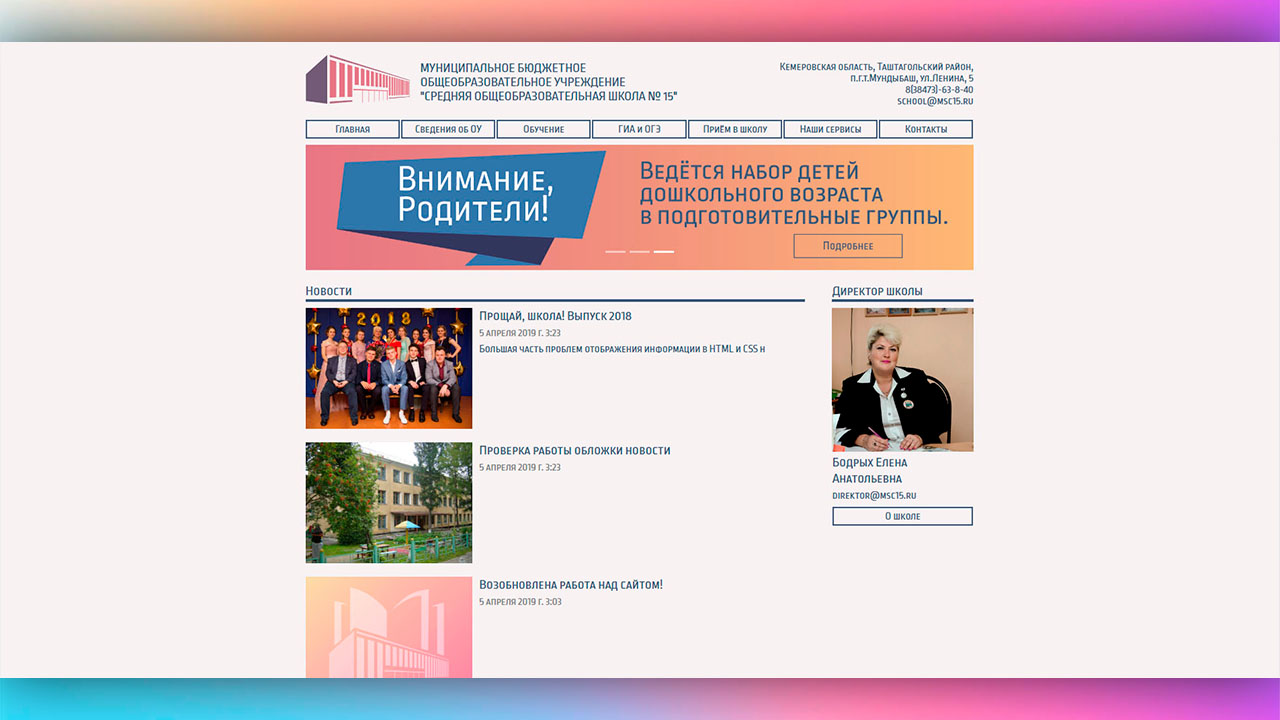 МУНИЦИПАЛЬНОЕ БЮДЖЕТНОЕ
ОБЩЕОБРАЗОВАТЕЛЬНОЕ УЧРЕЖДЕНИЕ
"СРЕДНЯЯ ОБЩЕОБРАЗОВАТЕЛЬНАЯ ШКОЛА № 15"
Кемеровская область, Таштагольский район,
п.г.т.Мундыбаш, ул.Ленина, 5
8(38473)-63-8-40
school@msc15.ru
Главная
Сведения об ОУ
Обучение
ГИА и ОГЭ
Приём в школу
Наши сервисы
Контакты
Внимание,
Родители!
Ведётся набор детей
дошкольного возраста
в подготовительные группы.
Подробнее
Новости
2018
Прощай, школа! Выпуск 2018
5 апреля 2019 г. 3:23
Большая часть проблем отображения информации в HTML и CSS н
Проверка работы обложки новости
5 апреля 2019 г. 3:23
Возобновлена работа над сайтом!
5 апреля 2019 г. 3:03
Директор школы
Бодрых Елена
Анатольевна
direktor@msc15.ru
О школе